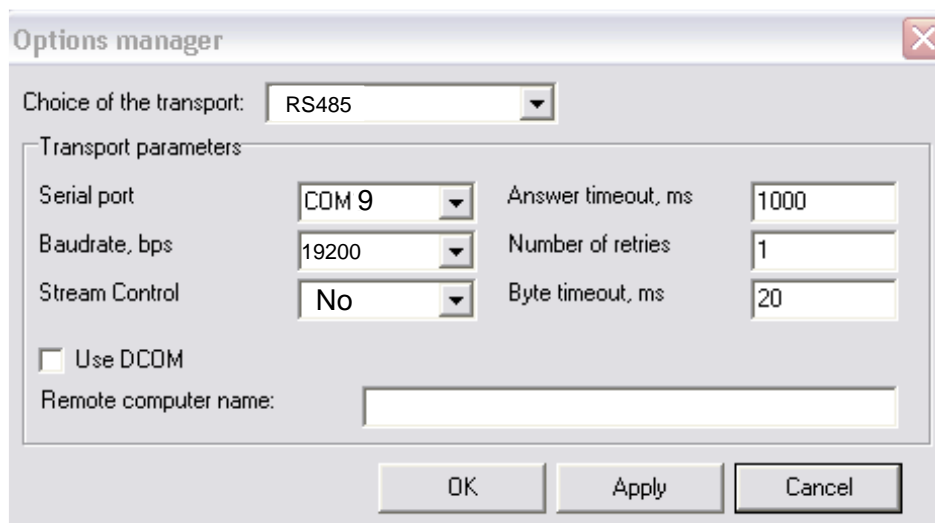 Options manager
Choice of the transport: RS485
Transport parameters
Serial port COM 9 Answer timeout, ms 1000
Baudrate, bps 19200 Number of retries 1
Stream Control No Byte timeout, ms 20
Use DCOM
Remote computer name:
OK Apply Cancel